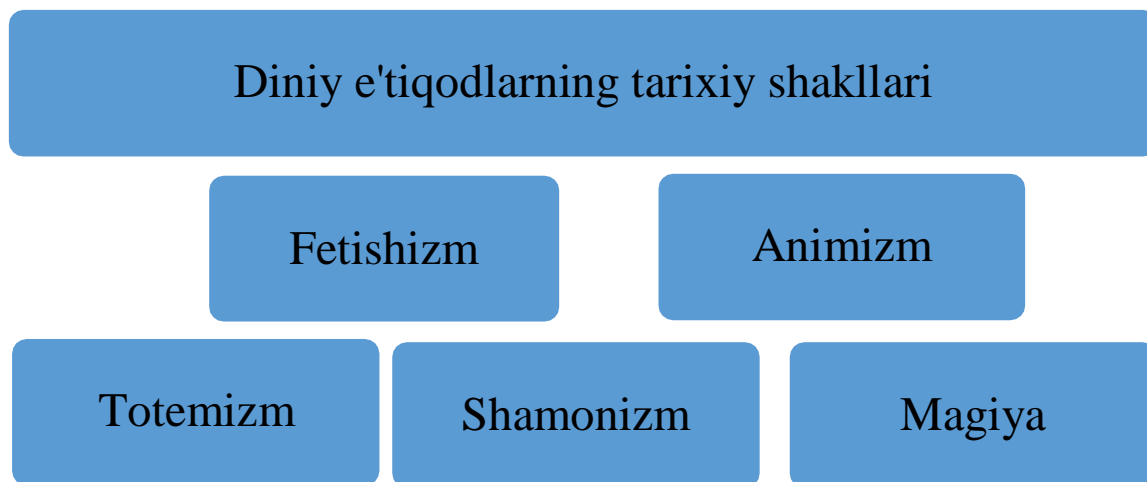 Diniy e'tiqodlarning tarixiy shakllari
Fetishizm
Animizm
Totemizm
Shamonizm
Magiya